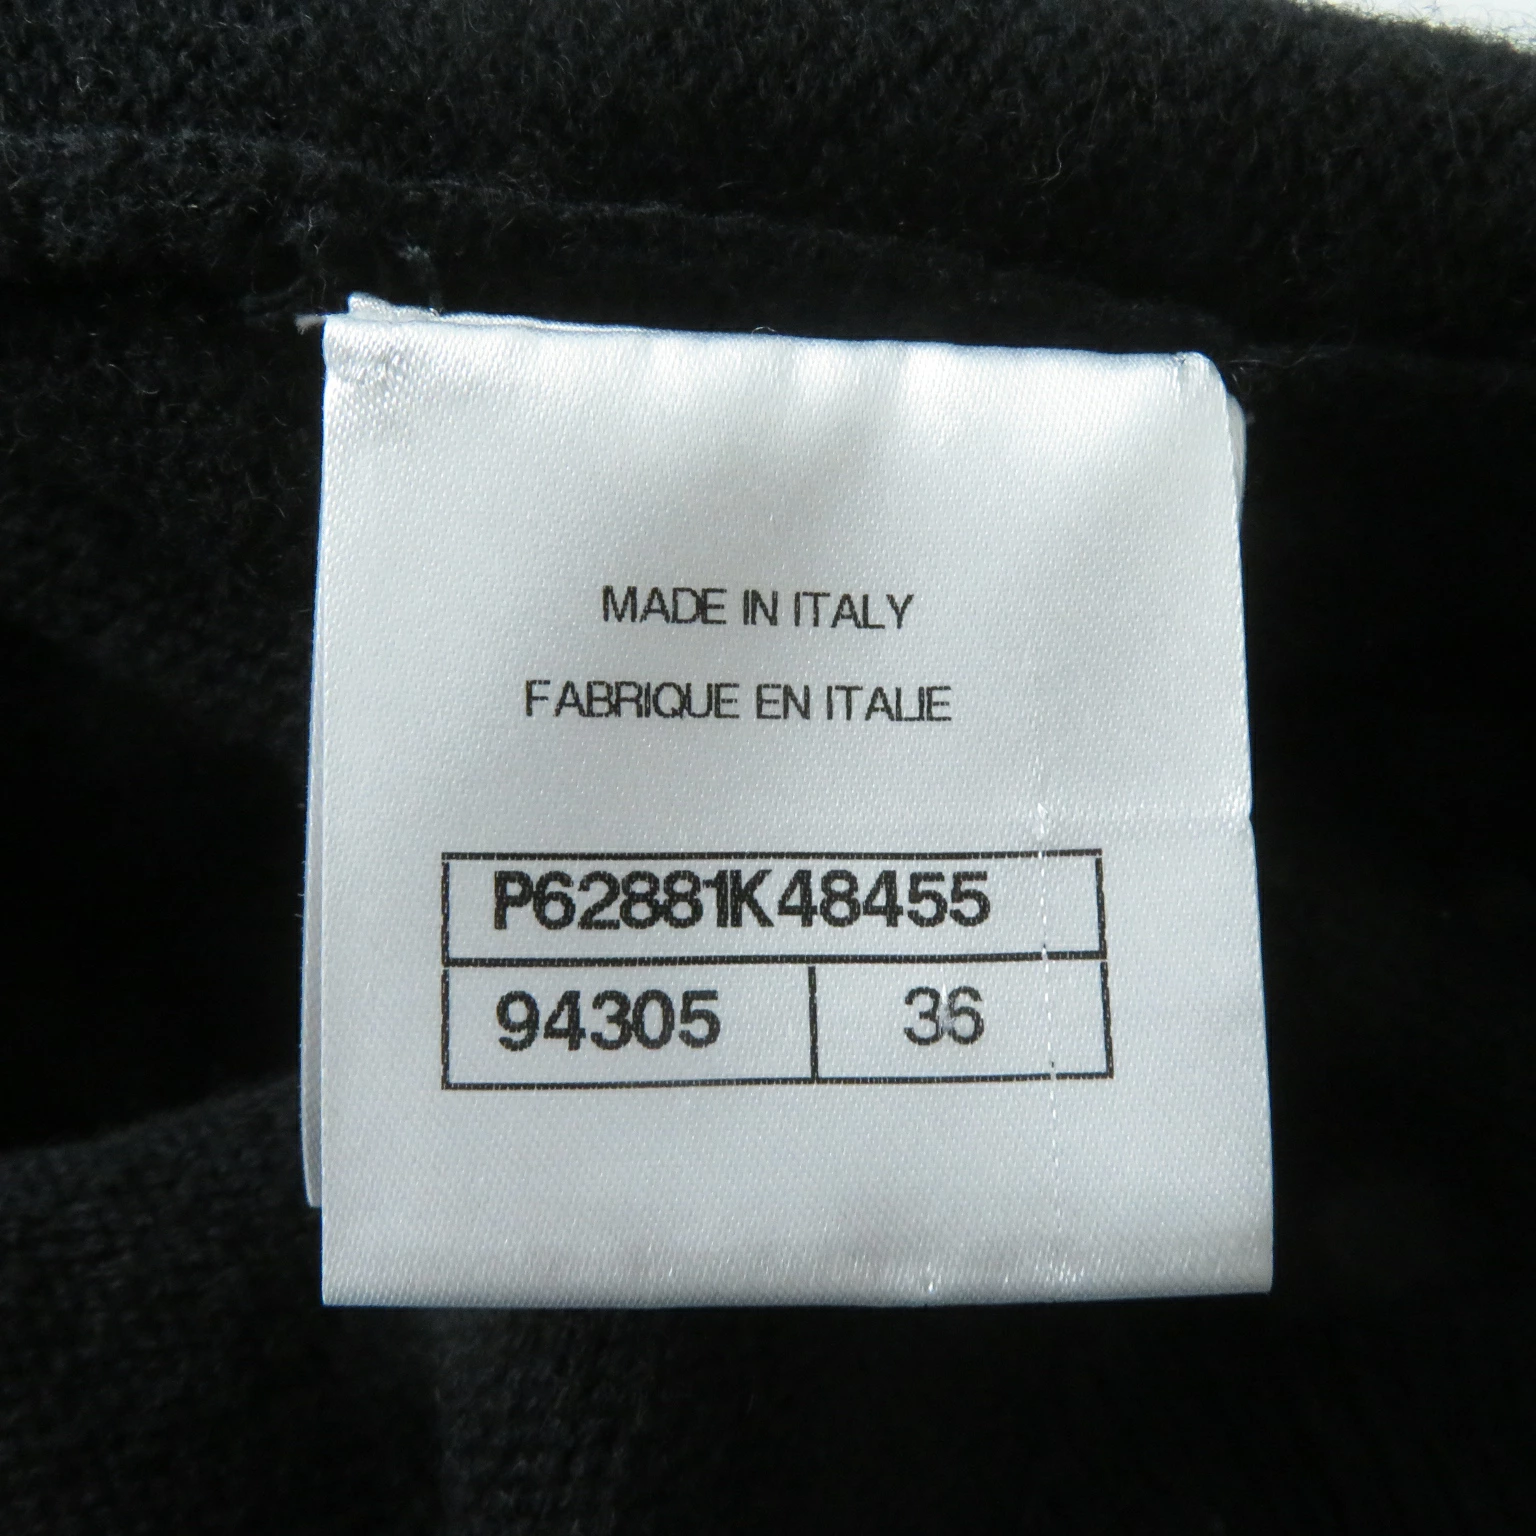 MADE IN ITALY
FABRIQUE EN ITALIE
P62881K48455
94305 36